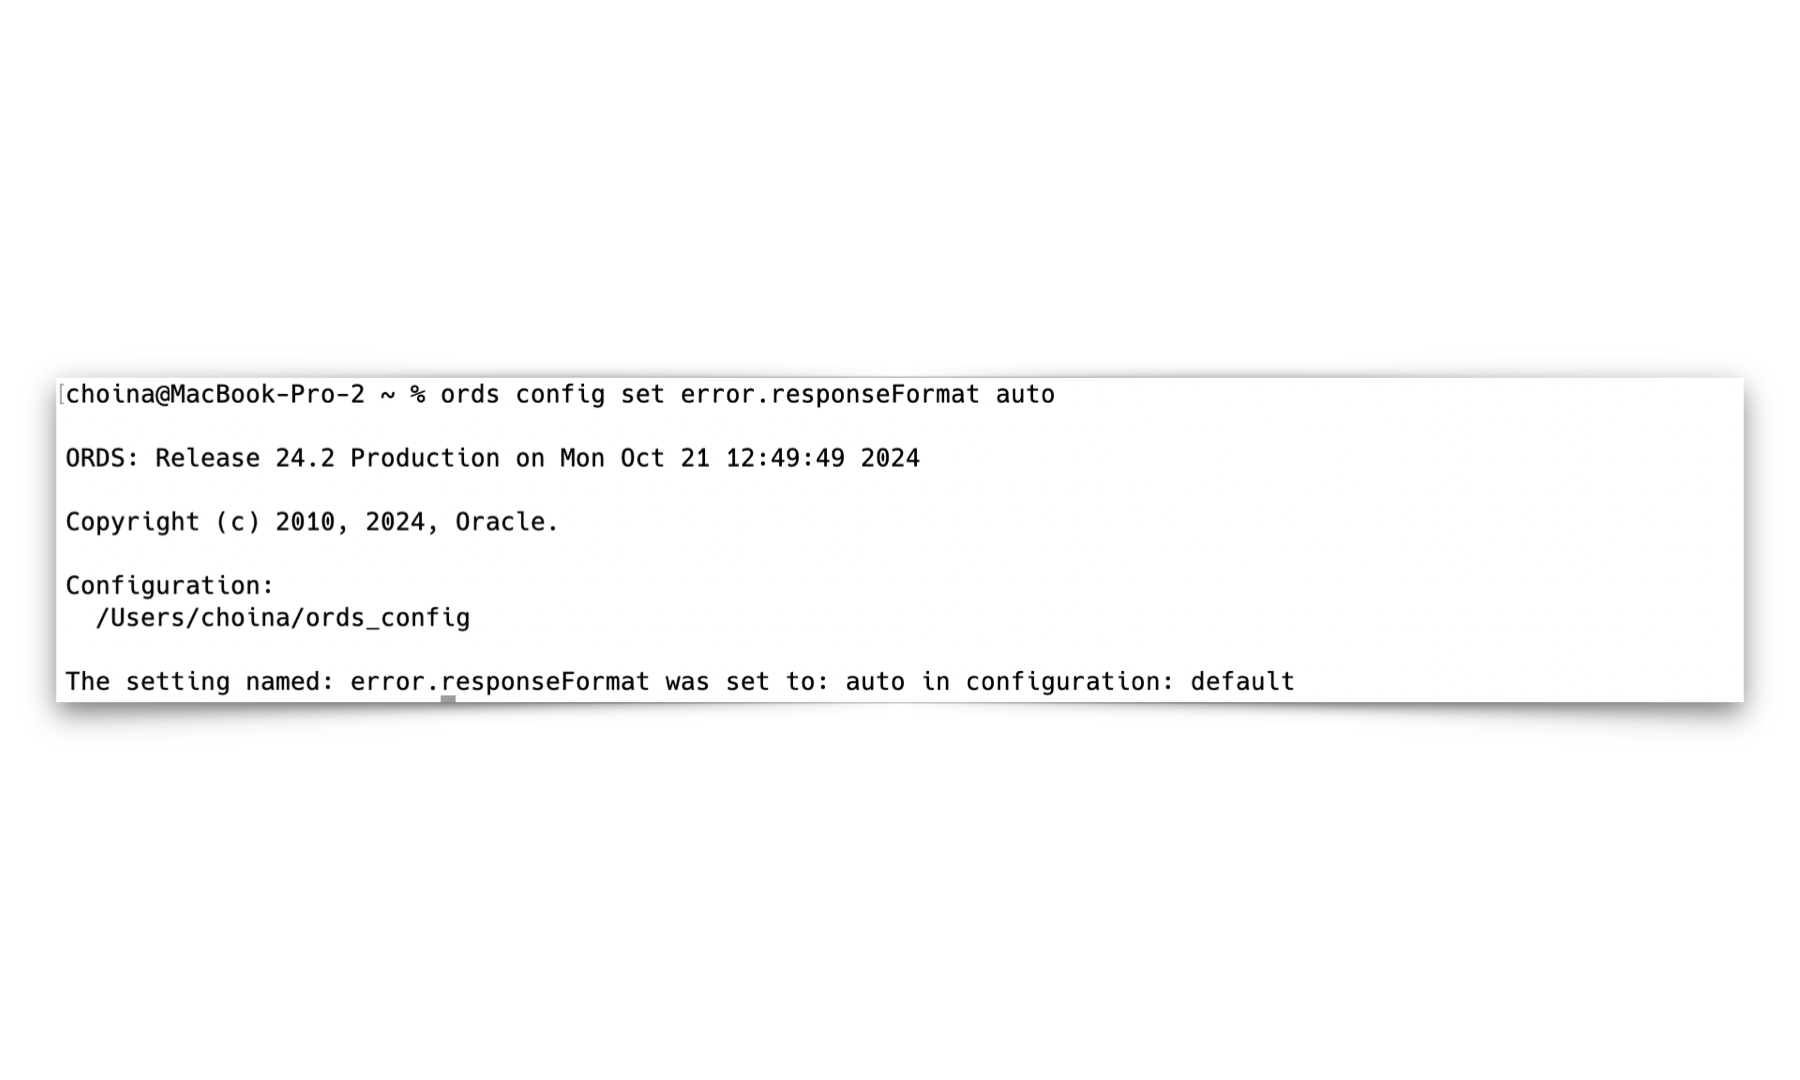 [choina@MacBook-Pro-2 ~ % ords config set error.responseFormat auto
ORDS: Release 24.2 Production on Mon Oct 21 12:49:49 2024
Copyright (c) 2010, 2024, Oracle.
Configuration:
  /Users/choina/ords_config
The setting named: error.responseFormat was set to: auto in configuration: default